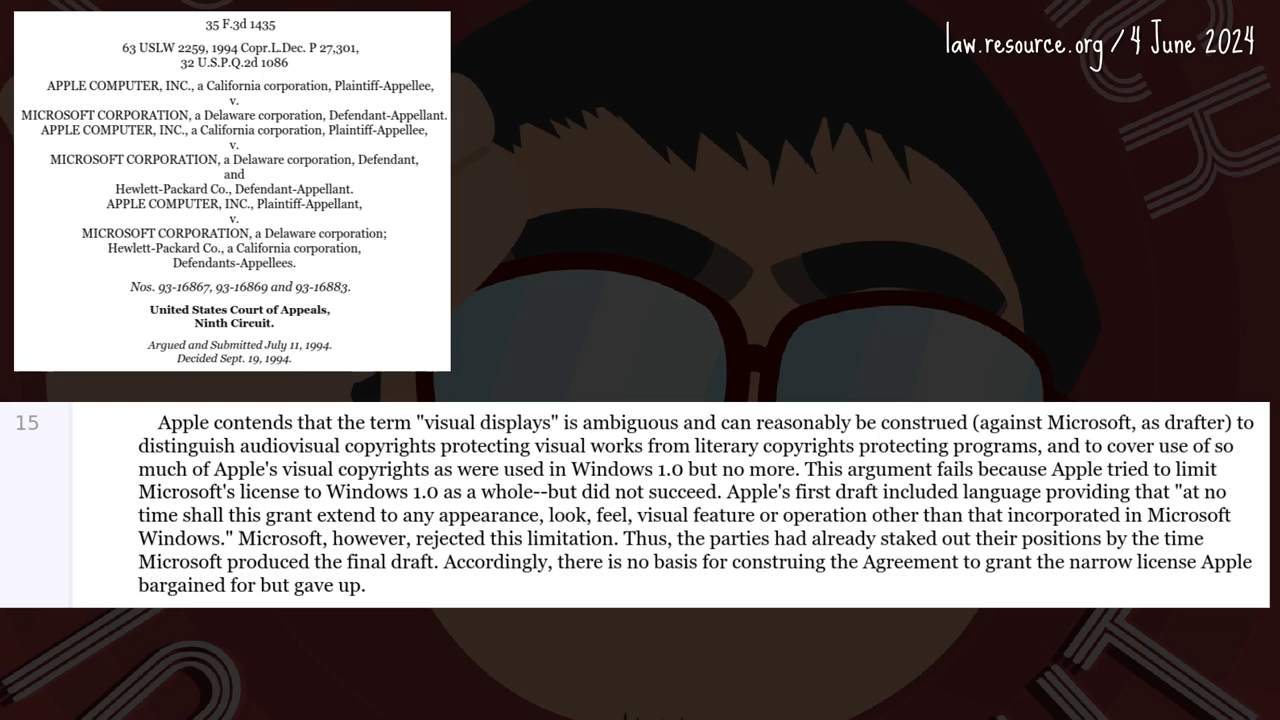 35 F.3d 1435
63 USLW 2259, 1994 Copr.L.Dec. P 27,301,
32 U.S.P.Q.2d 1086
APPLE COMPUTER, INC., a California corporation, Plaintiff-Appellee,
v.
MICROSOFT CORPORATION, a Delaware corporation, Defendant-Appellant.
APPLE COMPUTER, INC., a California corporation, Plaintiff-Appellee,
v.
MICROSOFT CORPORATION, a Delaware corporation, Defendant,
and
Hewlett-Packard Co., Defendant-Appellant.
APPLE COMPUTER, INC., Plaintiff-Appellant,
v.
MICROSOFT CORPORATION, a Delaware corporation;
Hewlett-Packard Co., a California corporation,
Defendants-Appellees.
Nos. 93-16867, 93-16869 and 93-16883.
United States Court of Appeals,
Ninth Circuit.
Argued and Submitted July 11, 1994.
Decided Sept. 19, 1994.
law.resource.org / 4 June 2024
15
Apple contends that the term "visual displays" is ambiguous and can reasonably be construed (against Microsoft, as drafter) to
distinguish audiovisual copyrights protecting visual works from literary copyrights protecting programs, and to cover use of so
much of Apple's visual copyrights as were used in Windows 1.0 but no more. This argument fails because Apple tried to limit
Microsoft's license to Windows 1.0 as a whole--but did not succeed. Apple's first draft included language providing that "at no
time shall this grant extend to any appearance, look, feel, visual feature or operation other than that incorporated in Microsoft
Windows." Microsoft, however, rejected this limitation. Thus, the parties had already staked out their positions by the time
Microsoft produced the final draft. Accordingly, there is no basis for construing the Agreement to grant the narrow license Apple
bargained for but gave up.